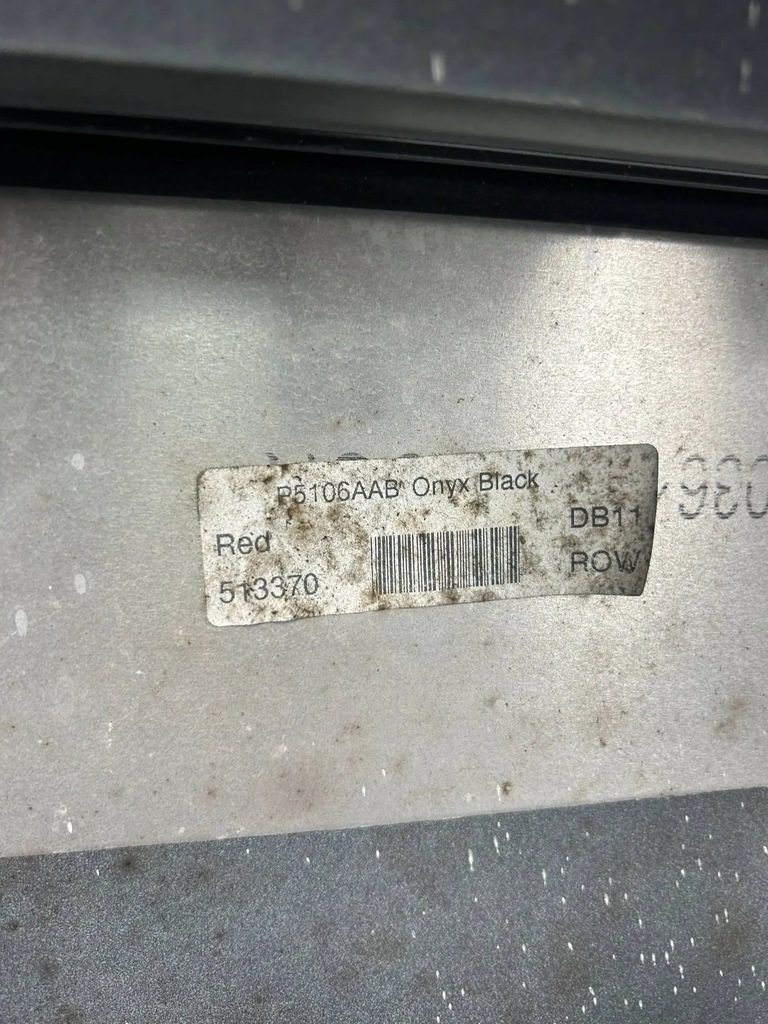 P5106AAB Onyx Black
Red
DB11
513370
ROW